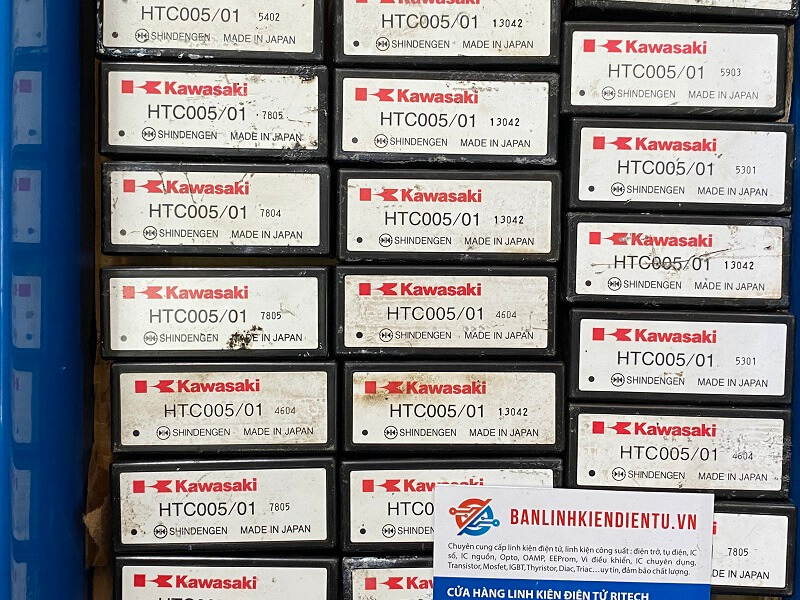 HTC005/01 5402
SHINDENGEN MADE IN JAPAN
Kawasaki
HTC005/01 7805
SHINDENGEN MADE IN JAPAN
Kawasaki
HTC005/01 7804
SHINDENGEN MADE IN JAPAN
Kawasaki
HTC005/01 7805
SHINDENGEN MADE IN JAPAN
Kawasaki
HTC005/01 4604
SHINDENGEN MADE IN JAPAN
Kawasaki
HTC005/01 7805
SHINDENGEN MADE IN JAPAN
Kawasaki
HTC005/01 13042
SHINDENGEN MADE IN JAPAN
Kawasaki
HTC005/01 13042
SHINDENGEN MADE IN JAPAN
Kawasaki
HTC005/01 13042
SHINDENGEN MADE IN JAPAN
Kawasaki
HTC005/01 4604
SHINDENGEN MADE IN JAPAN
Kawasaki
HTC005/01 13042
SHINDENGEN MADE IN JAPAN
Kawasaki
HTC005/01 5903
SHINDENGEN MADE IN JAPAN
Kawasaki
HTC005/01 5301
SHINDENGEN MADE IN JAPAN
Kawasaki
HTC005/01 13042
SHINDENGEN MADE IN JAPAN
Kawasaki
HTC005/01 5301
SHINDENGEN MADE IN JAPAN
Kawasaki
HTC005/01 4604
SHINDENGEN MADE IN JAPAN
7805
MADE IN JAPAN
BANLINHKIENDIENTU.VN
Chuyên cung cấp linh kiện điện tử, linh kiện công suất : điện trở, tụ điện, IC
số, IC nguồn, Opto, OAMP, EEProm, Vi điều khiển, IC chuyên dụng,
Transistor, Mosfet, IGBT, Thyristor, Diac, Triac... uy tín, đảm bảo chất lượng.
CỬA HÀNG LINH KIỆN ĐIỆN TỬ RITECH